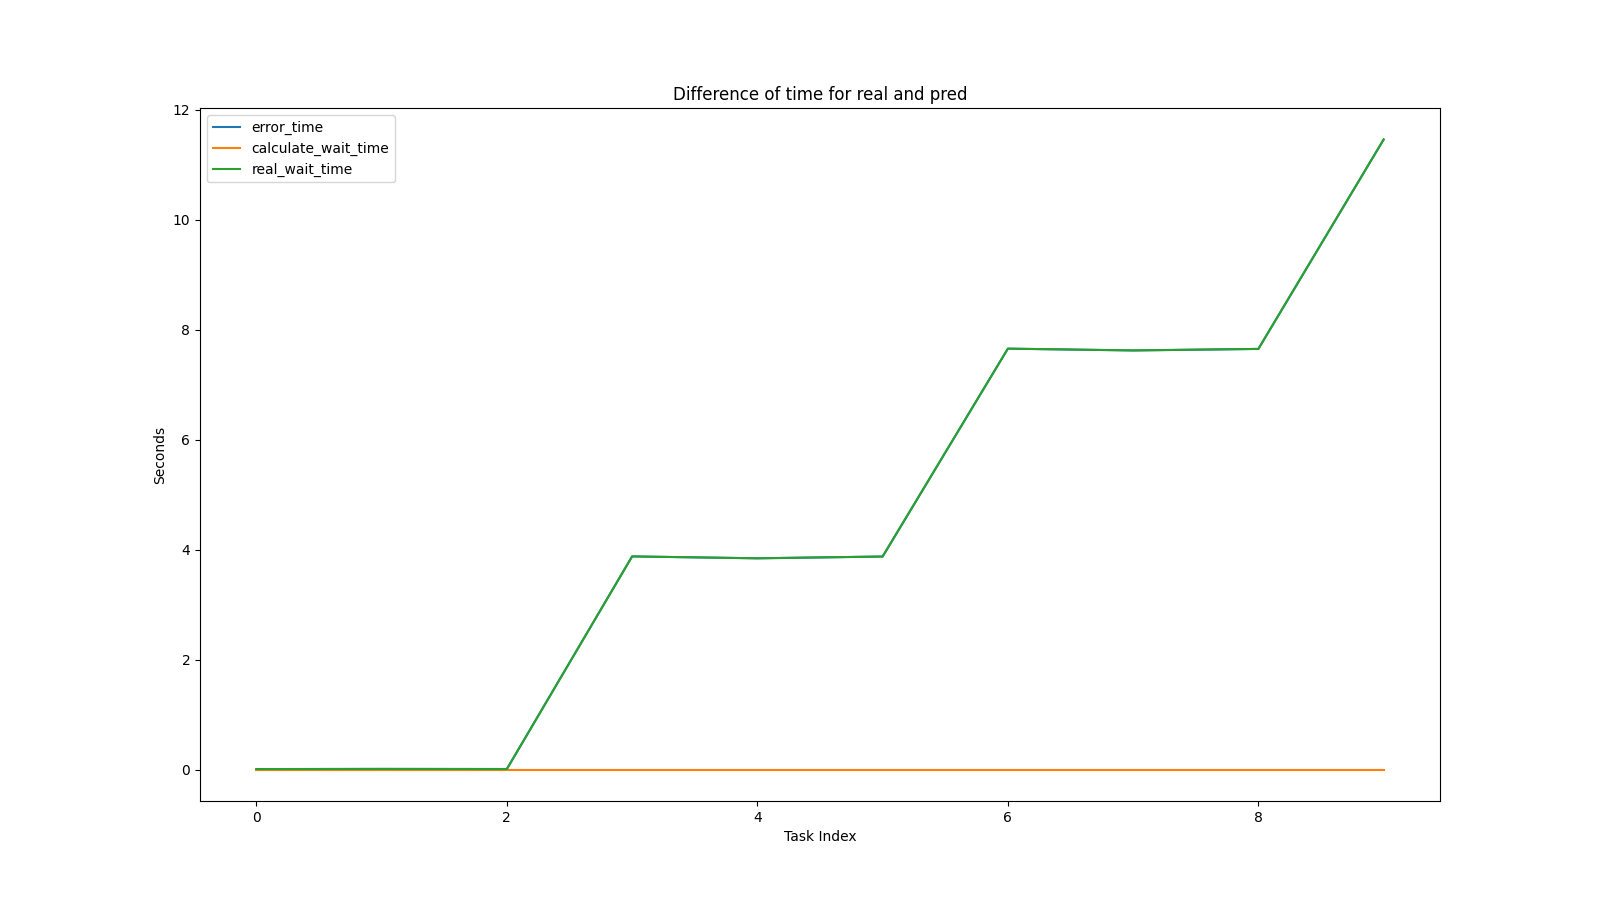 Difference of time for real and pred
12
10
8
6
4
2
0
Seconds
error_time
calculate_wait_time
real_wait_time
0 2 4 6 8
Task Index